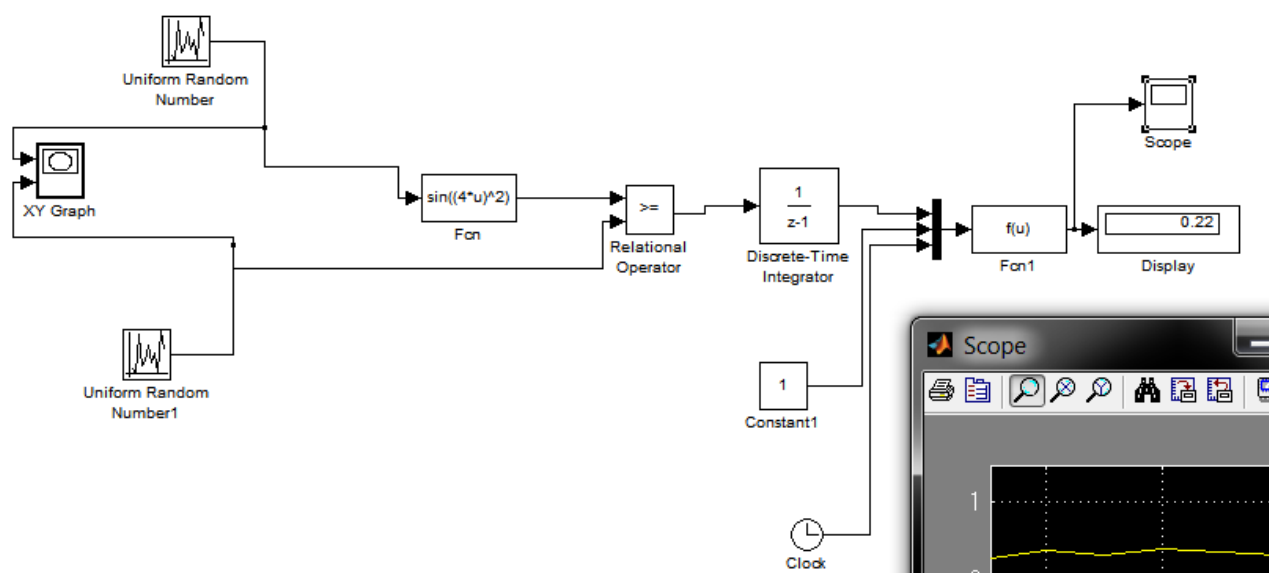 Uniform Random
Number
XY Graph
sin((4*u)^2)
Fcn
>=
Relational
Operator
1
z-1
Discrete-Time
Integrator
f(u)
Fcn1
Scope
0.22
Display
Uniform Random
Number1
1
Constant1
Clock
Scope
1